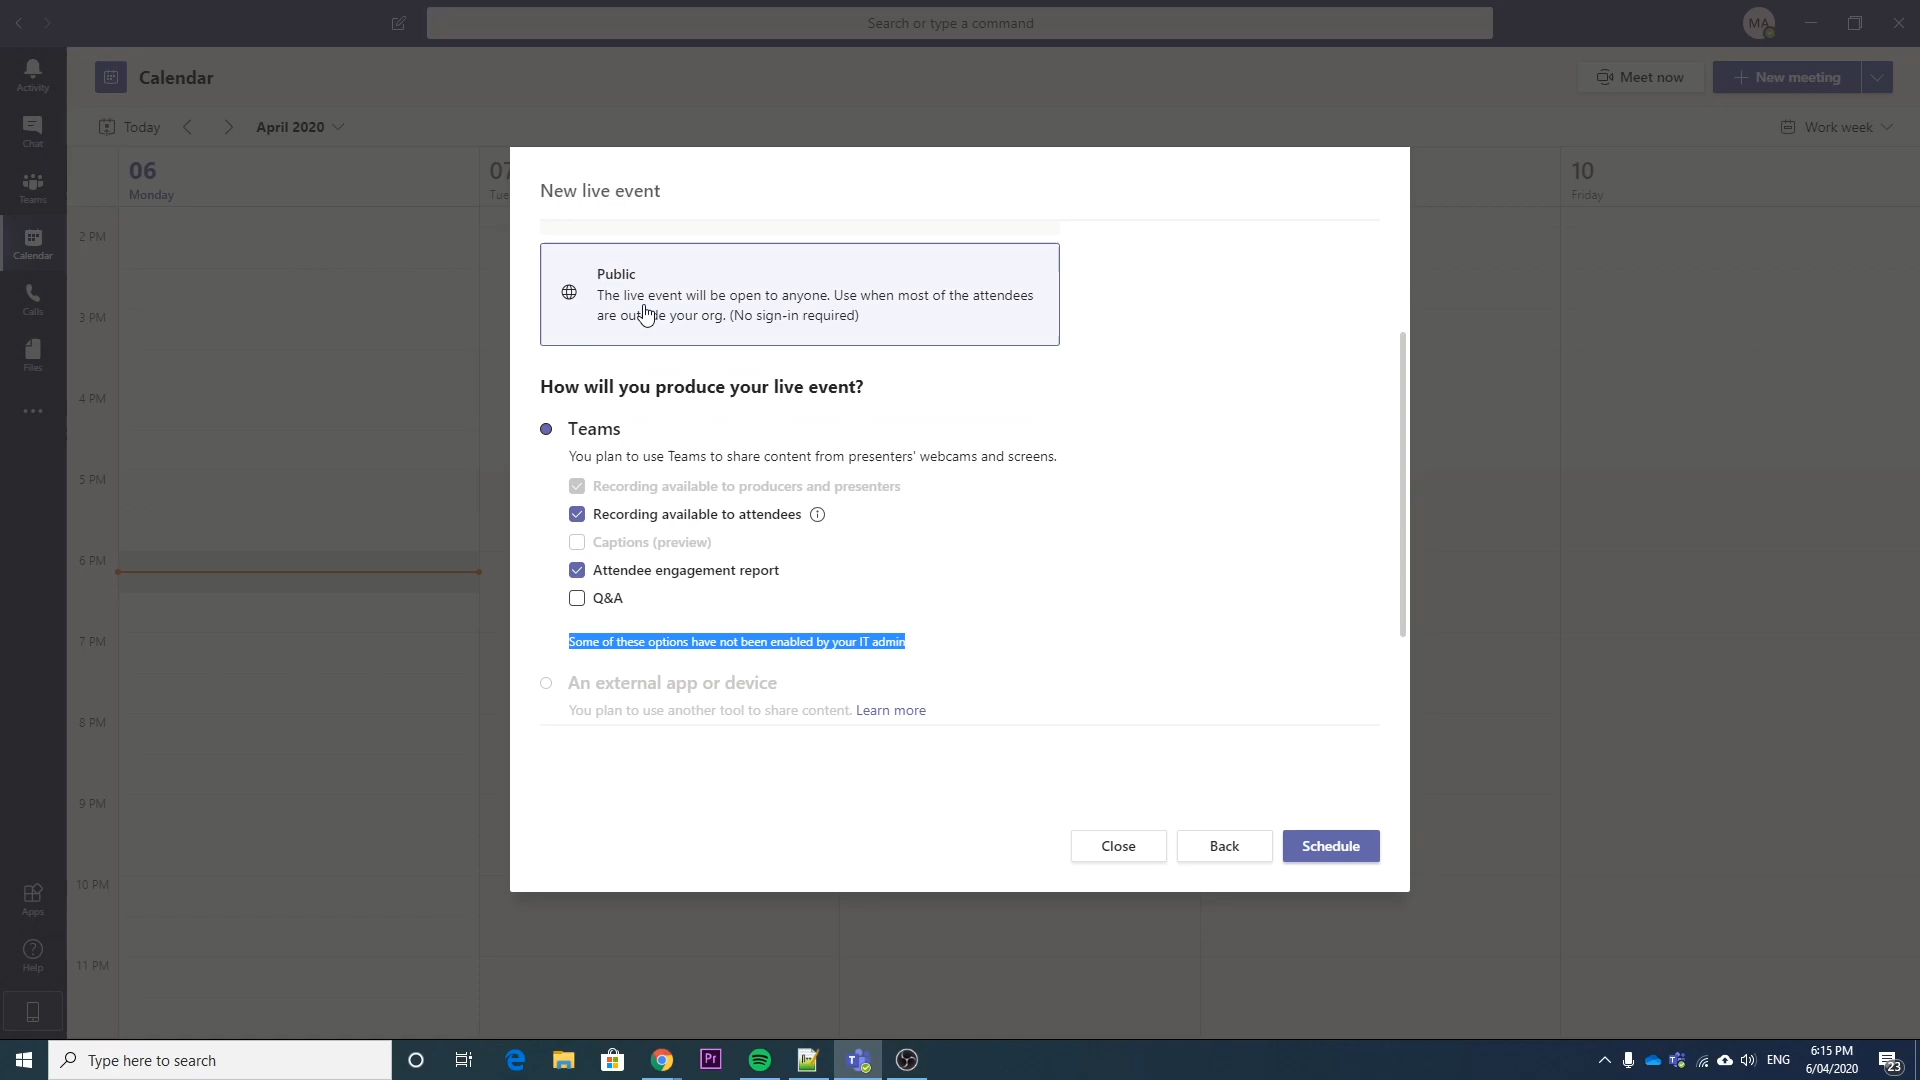 Search or type a command
MA
Activity
Chat
Teams
Calendar
Calls
Files
Apps
Help
Calendar
Meet now
New meeting
Today
April 2020
Work week
06
Monday
07
Tue
10
Friday
2 PM
3 PM
4 PM
5 PM
6 PM
7 PM
8 PM
9 PM
10 PM
11 PM
New live event
Public
The live event will be open to anyone. Use when most of the attendees
are outside your org. (No sign-in required)
How will you produce your live event?
Teams
You plan to use Teams to share content from presenters' webcams and screens.
Recording available to producers and presenters
Recording available to attendees
Captions (preview)
Attendee engagement report
Q&A
Some of these options have not been enabled by your IT admin
An external app or device
You plan to use another tool to share content. Learn more
Close
Back
Schedule
Type here to search
Pr
ENG
6:15 PM
6/04/2020
23